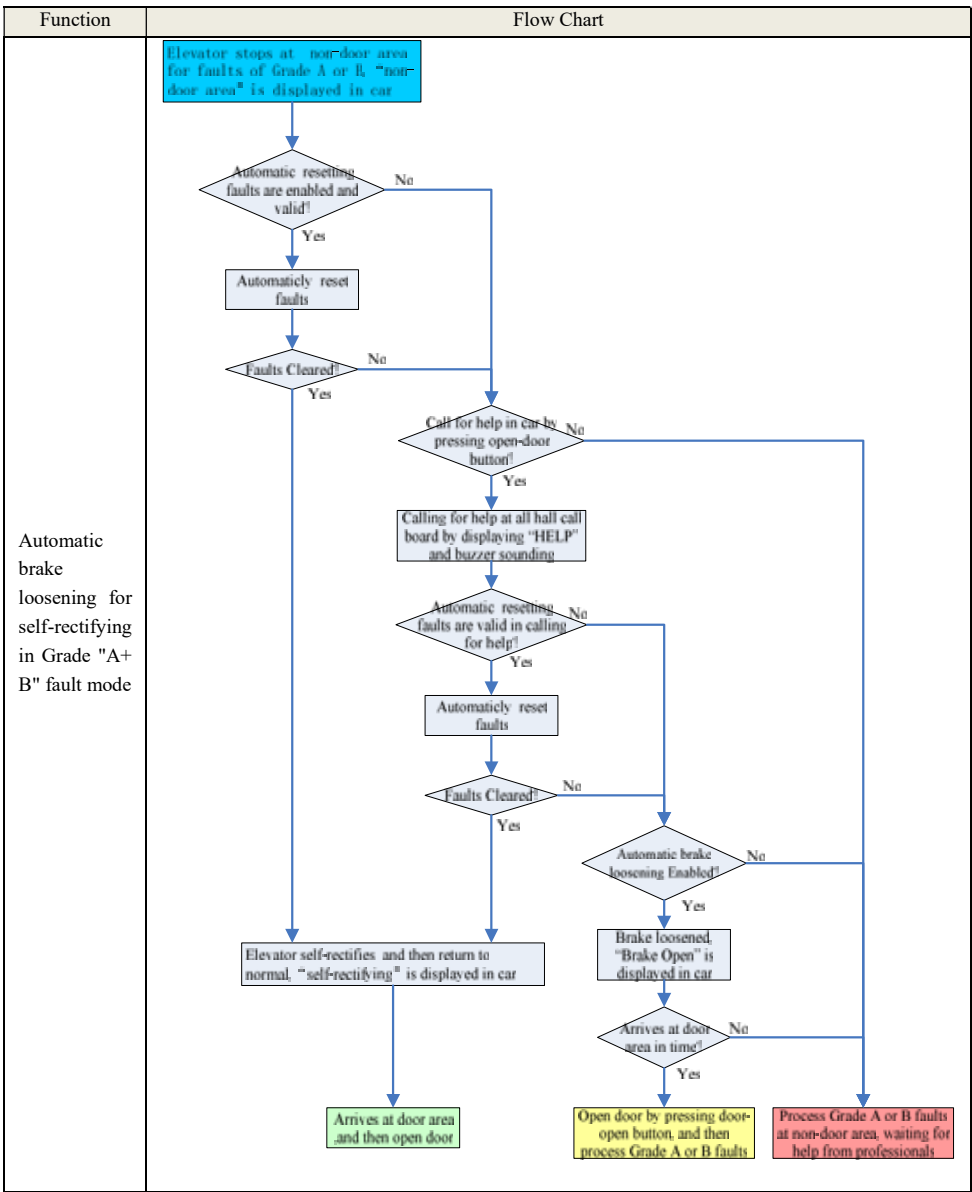 Function
Flow Chart
Automatic
brake
loosening for
self-rectifying
in Grade "A+
B" fault mode
Elevator stops at non-door area
for faults of Grade A or B, "non-
door area" is displayed in car
Automatic resetting
faults are enabled and
valid?
No
Yes
Automaticly reset
faults
Faults Cleared?
No
Yes
Call for help in car by
pressing open-door
button?
No
Yes
Calling for help at all hall call
board by displaying “HELP”
and buzzer sounding
Automatic resetting
faults are valid in calling
for help?
No
Yes
Automaticly reset
faults
Faults Cleared?
No
Yes
Automatic brake
loosening Enabled?
No
Yes
Elevator self-rectifies and then return to
normal, "self-rectifying" is displayed in car
Brake loosened,
“Brake Open” is
displayed in car
Arrives at door
area in time?
No
Yes
Arrives at door area
,and then open door
Open door by pressing door-
open button, and then
process Grade A or B faults
Process Grade A or B faults
at non-door area, waiting for
help from professionals